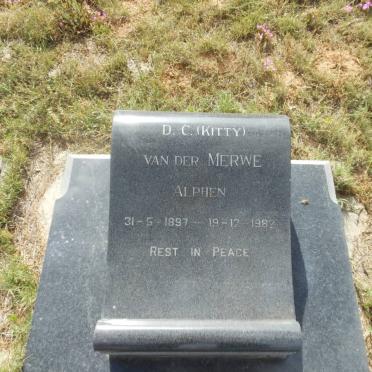 D. C. (KITTY)
VAN DER MERWE
ALPHEN
31-5-1897 - 19-12-1982
REST IN PEACE